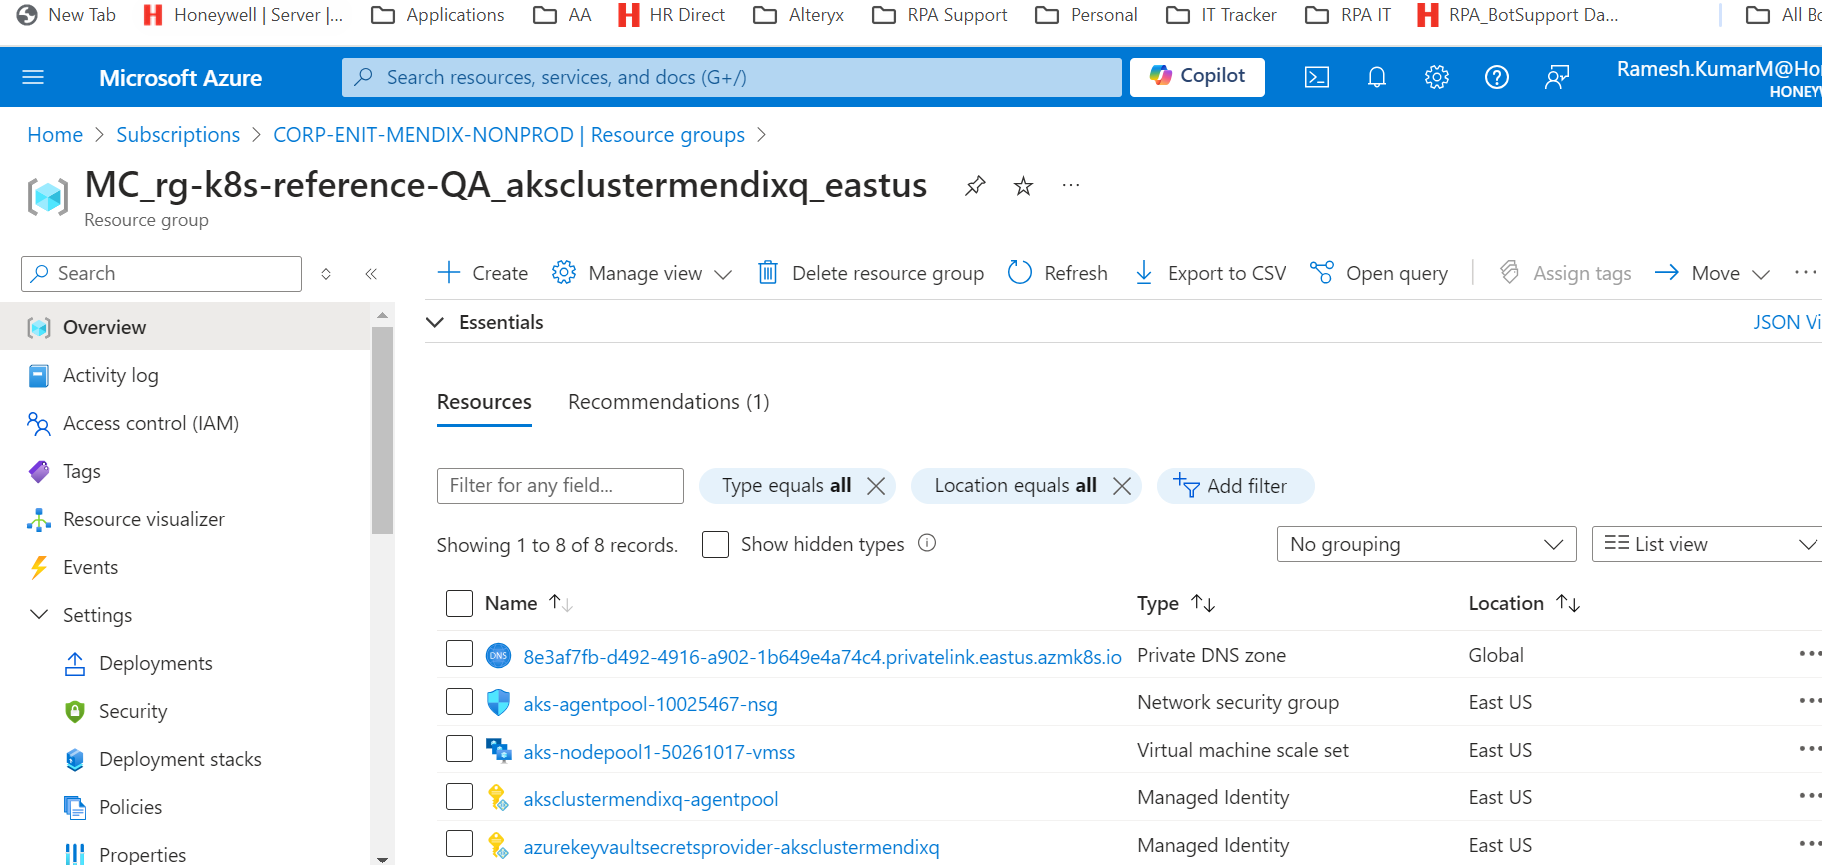 New Tab Honeywell | Server |... Applications AA HR Direct Alteryx RPA Support Personal IT Tracker RPA IT RPA_BotSupport Da... All Bo
Microsoft Azure Search resources, services, and docs (G+/) Copilot Ramesh.KumarM@Ho
HONEY
Home > Subscriptions > CORP-ENIT-MENDIX-NONPROD | Resource groups >
MC_rg-k8s-reference-QA_aksclustermendixq_eastus ...
Resource group
Search
Create Manage view Delete resource group Refresh Export to CSV Open query Assign tags Move ...
Overview
Activity log
Access control (IAM)
Tags
Resource visualizer
Events
Settings
Deployments
Security
Deployment stacks
Policies
Properties
Essentials JSON Vi
Resources Recommendations (1)
Filter for any field... Type equals all Location equals all Add filter
Showing 1 to 8 of 8 records. Show hidden types No grouping List view
Name Type Location
8e3af7fb-d492-4916-a902-1b649e4a74c4.privatelink.eastus.azmk8s.io Private DNS zone Global
aks-agentpool-10025467-nsg Network security group East US
aks-nodepool1-50261017-vmss Virtual machine scale set East US
aksclustermendixq-agentpool Managed Identity East US
azurekeyvaultsecretsprovider-aksclustermendixq Managed Identity East US